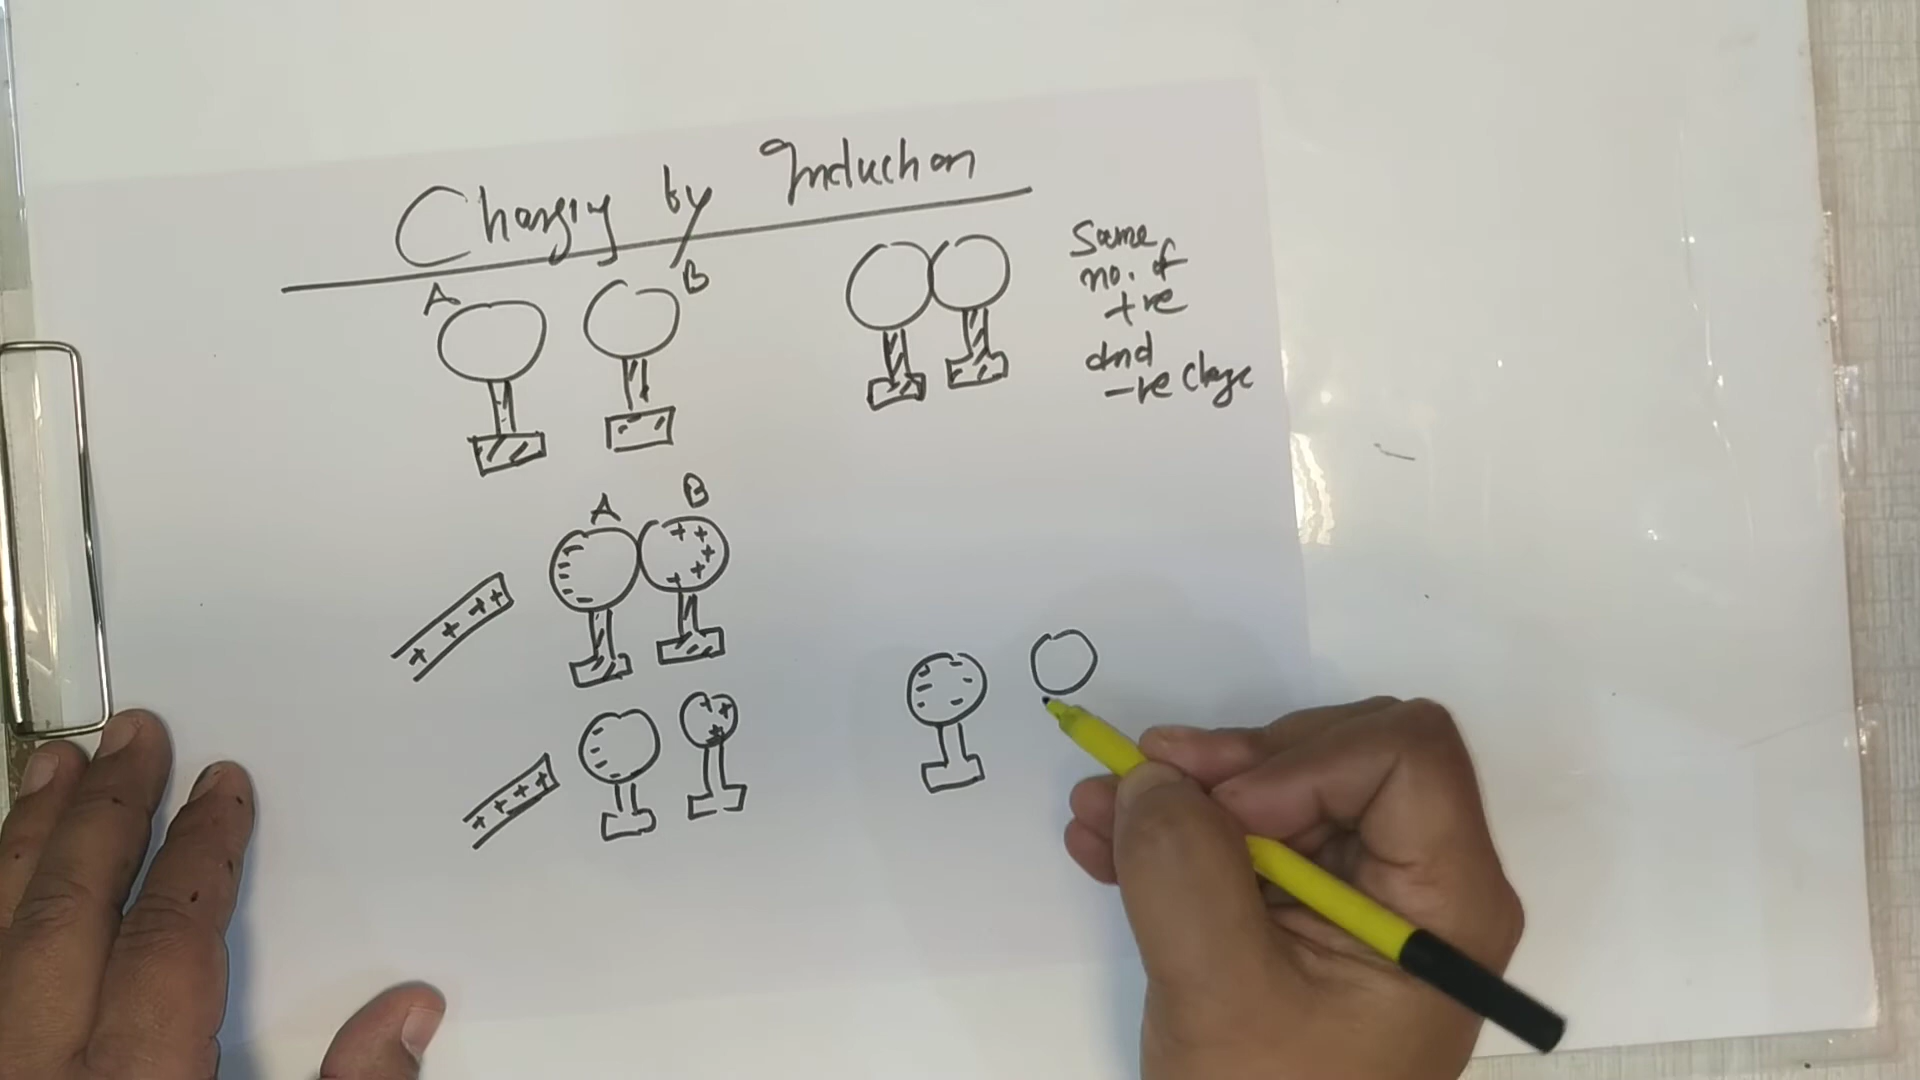 Charging by Induction
A B
Same
no. of
+ve
and
-ve Charge
A B
- - - - - + + + + +
+ + + +
- - - - + + +
+ + + +
- - - - - -